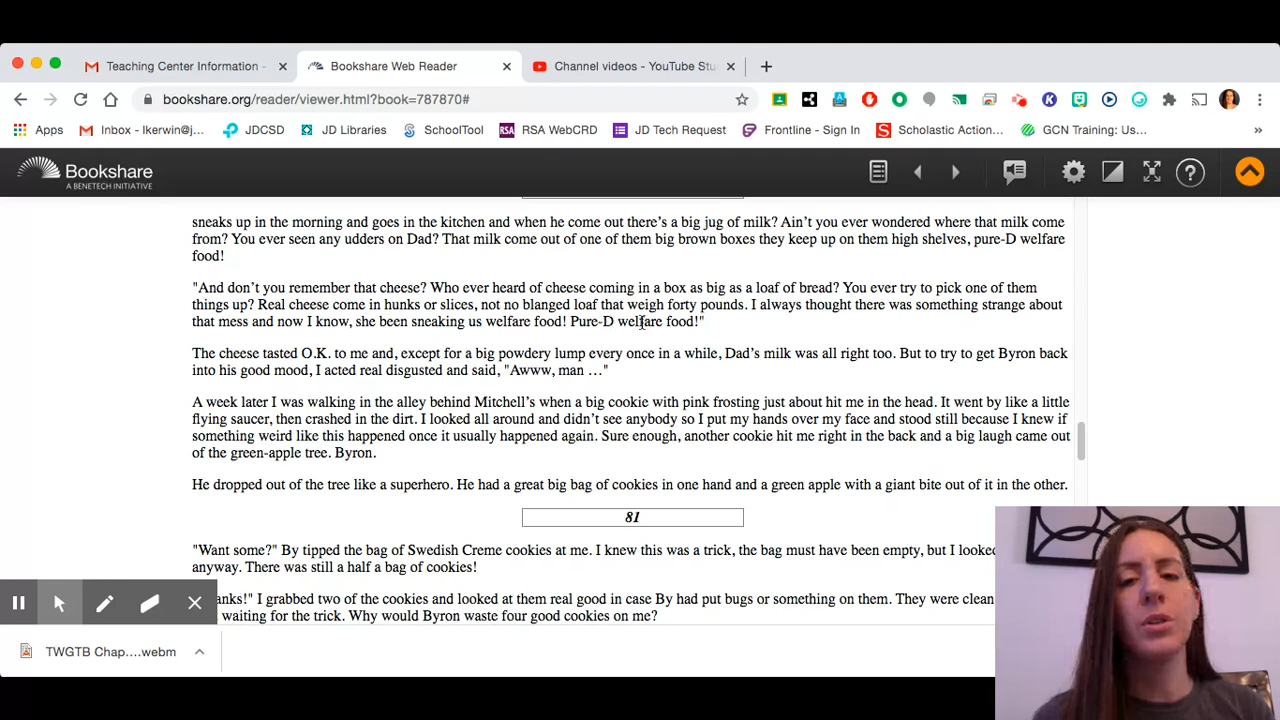 Teaching Center Information -
Bookshare Web Reader
Channel videos - YouTube Stu
bookshare.org/reader/viewer.html?book=787870#
Apps
Inbox - lkerwin@j...
JDCSD
JD Libraries
SchoolTool
RSA WebCRD
JD Tech Request
Frontline - Sign In
Scholastic Action...
GCN Training: Us...
»
Bookshare
A BENETECH INITIATIVE
sneaks up in the morning and goes in the kitchen and when he come out there's a big jug of milk? Ain't you ever wondered where that milk come
from? You ever seen any udders on Dad? That milk come out of one of them big brown boxes they keep up on them high shelves, pure-D welfare
food!
"And don't you remember that cheese? Who ever heard of cheese coming in a box as big as a loaf of bread? You ever try to pick one of them
things up? Real cheese come in hunks or slices, not no blanged loaf that weigh forty pounds. I always thought there was something strange about
that mess and now I know, she been sneaking us welfare food! Pure-D welfare food!"
The cheese tasted O.K. to me and, except for a big powdery lump every once in a while, Dad's milk was all right too. But to try to get Byron back
into his good mood, I acted real disgusted and said, "Awww, man …"
A week later I was walking in the alley behind Mitchell's when a big cookie with pink frosting just about hit me in the head. It went by like a little
flying saucer, then crashed in the dirt. I looked all around and didn't see anybody so I put my hands over my face and stood still because I knew if
something weird like this happened once it usually happened again. Sure enough, another cookie hit me right in the back and a big laugh came out
of the green-apple tree. Byron.
He dropped out of the tree like a superhero. He had a great big bag of cookies in one hand and a green apple with a giant bite out of it in the other.
81
"Want some?" By tipped the bag of Swedish Creme cookies at me. I knew this was a trick, the bag must have been empty, but I looked
anyway. There was still a half a bag of cookies!
anks!" I grabbed two of the cookies and looked at them real good in case By had put bugs or something on them. They were clean
waiting for the trick. Why would Byron waste four good cookies on me?
TWGTB Chap....webm